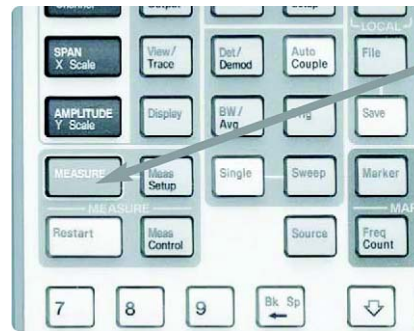 SPAN
X Scale
View/
Trace
Det/
Demod
Auto
Couple
LOCAL
File
AMPLITUDE
Y Scale
Display
BW/
Avg
Save
MEASURE
Meas
Setup
Single
Sweep
Marker
MEASURE
Restart
Meas
Control
Source
Freq
Count
7
8
9
Bk Sp